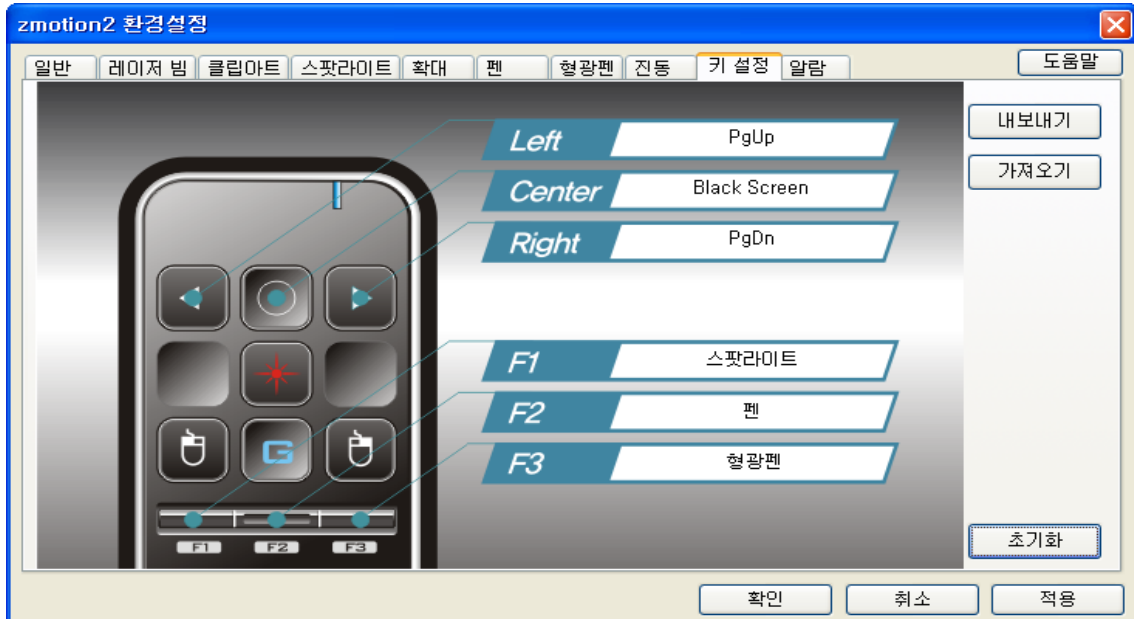 zmotion2 환경설정
일반 레이저 빔 클립아트 스팟라이트 확대 펜 형광펜 진동 키 설정 알람 도움말
내보내기
가져오기
Left PgUp
Center Black Screen
Right PgDn
F1 스팟라이트
F2 펜
F3 형광펜
G
F1 F2 F3
초기화
확인 취소 적용